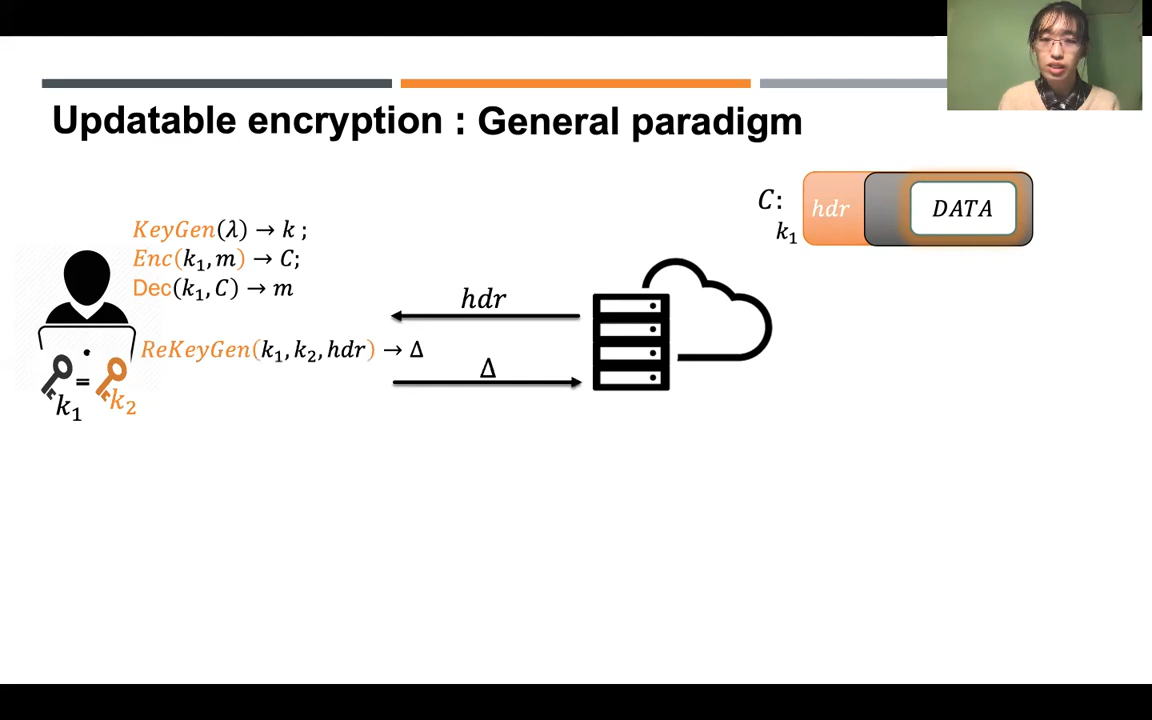 Updatable encryption : General paradigm
C:
hdr
DATA
k₁
KeyGen(λ) → k ;
Enc(k₁, m) → C;
Dec(k₁, C) → m
hdr
ReKeyGen(k₁, k₂, hdr) → Δ
Δ
=
k₁
k₂